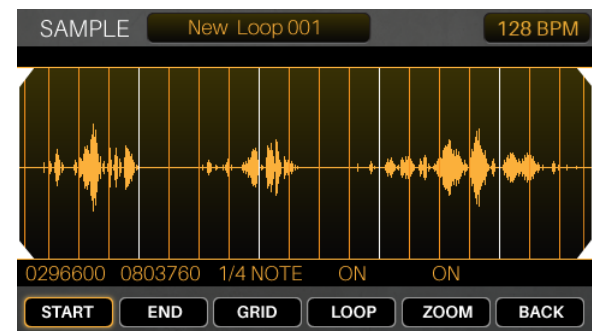 SAMPLE New Loop 001 128 BPM
0296600 0803760 1/4 NOTE ON ON
START END GRID LOOP ZOOM BACK